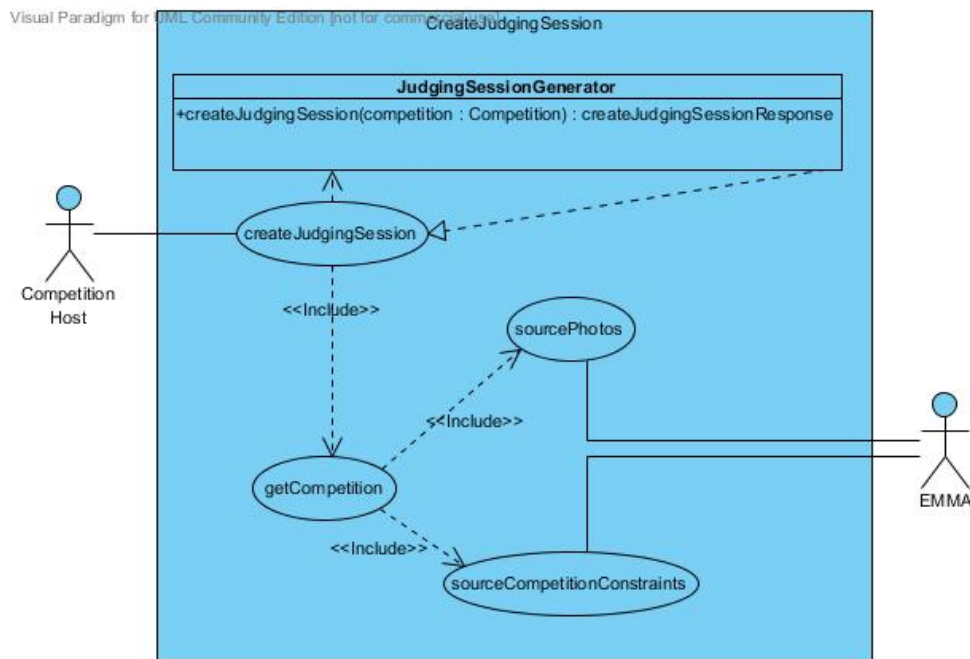 Visual Paradigm for UML Community Edition [not for commercial use]
CreateJudgingSession
JudgingSessionGenerator
+createJudgingSession(competition : Competition) : createJudgingSessionResponse
createJudgingSession
Competition
Host
<<Include>>
sourcePhotos
<<Include>>
getCompetition
EMMA
<<Include>>
sourceCompetitionConstraints